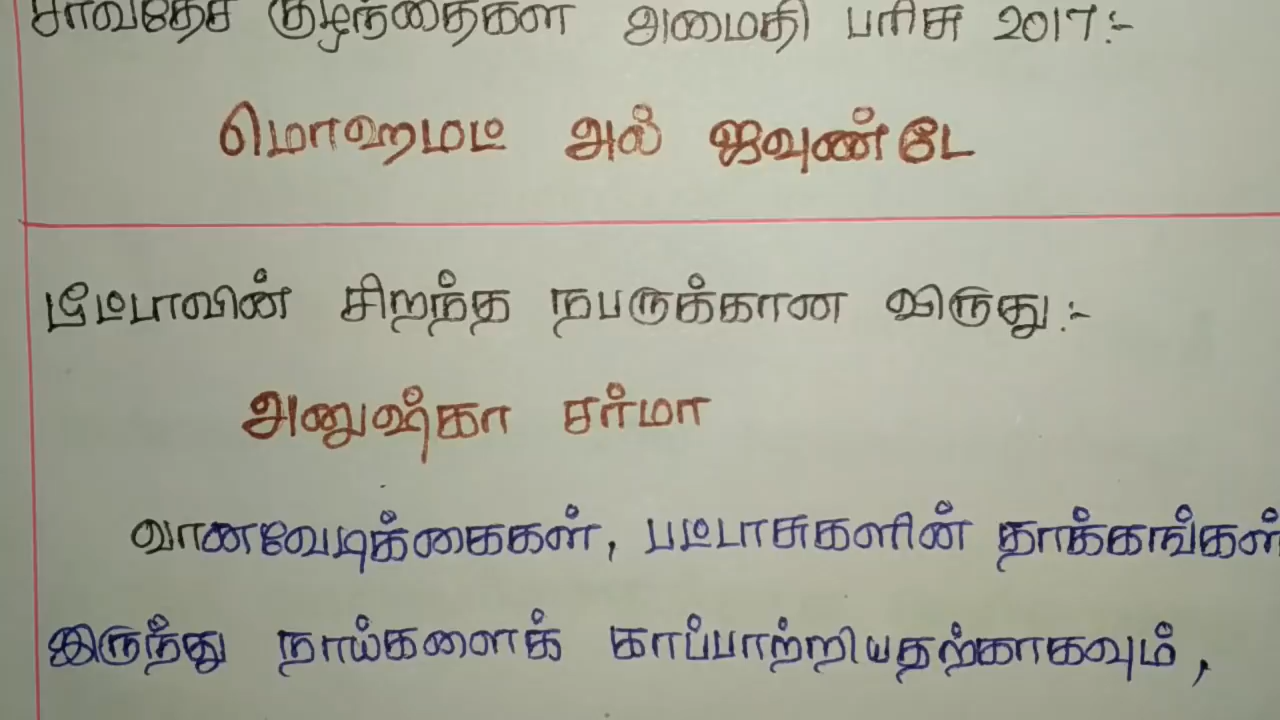 சர்வதேச குழந்தைகள் அமைதி பரிசு 2017:-
மொஹமட் அல் ஜவுண்டே
பீட்டாவின் சிறந்த நபருக்கான விருது:-
அனுஷ்கா சர்மா
வானவேடிக்கைகள், பட்டாசுகளின் தாக்கங்கள்
இருந்து நாய்களைக் காப்பாற்றியதற்காகவும்,